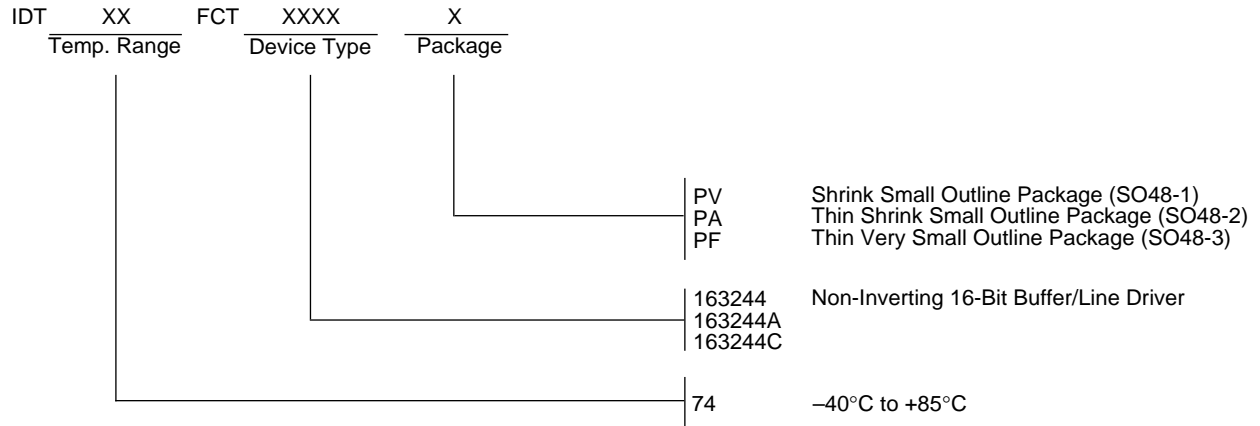 IDT XX FCT XXXX X
Temp. Range Device Type Package
PV Shrink Small Outline Package (SO48-1)
PA Thin Shrink Small Outline Package (SO48-2)
PF Thin Very Small Outline Package (SO48-3)
163244 Non-Inverting 16-Bit Buffer/Line Driver
163244A
163244C
74 –40°C to +85°C